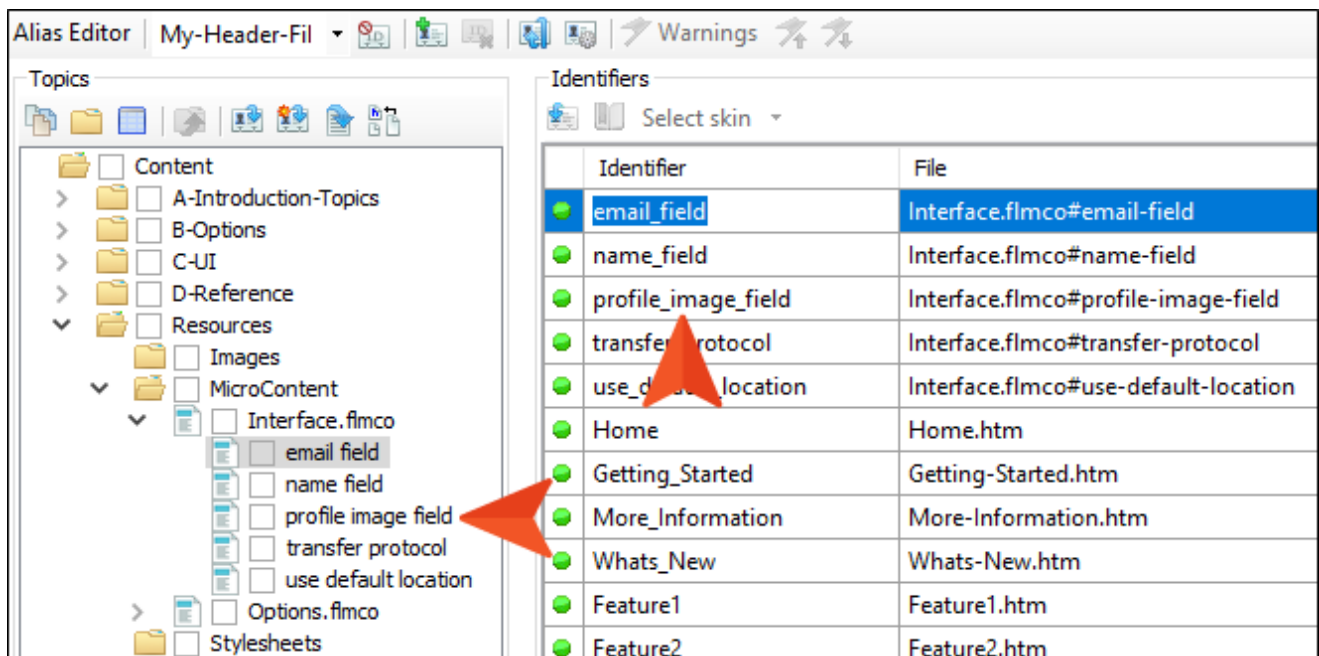 Alias Editor My-Header-Fil Warnings
Topics
Content
A-Introduction-Topics
B-Options
C-UI
D-Reference
Resources
Images
MicroContent
Interface.flmco
email field
name field
profile image field
transfer protocol
use default location
Options.flmco
Stylesheets
Identifiers
Select skin
Identifier File
email_field Interface.flmco#email-field
name_field Interface.flmco#name-field
profile_image_field Interface.flmco#profile-image-field
Interface.flmco#transfer-protocol
Interface.flmco#use-default-location
Home Home.htm
Getting_Started Getting-Started.htm
More_Information More-Information.htm
Whats_New Whats-New.htm
Feature1 Feature1.htm
Feature2 Feature2.htm